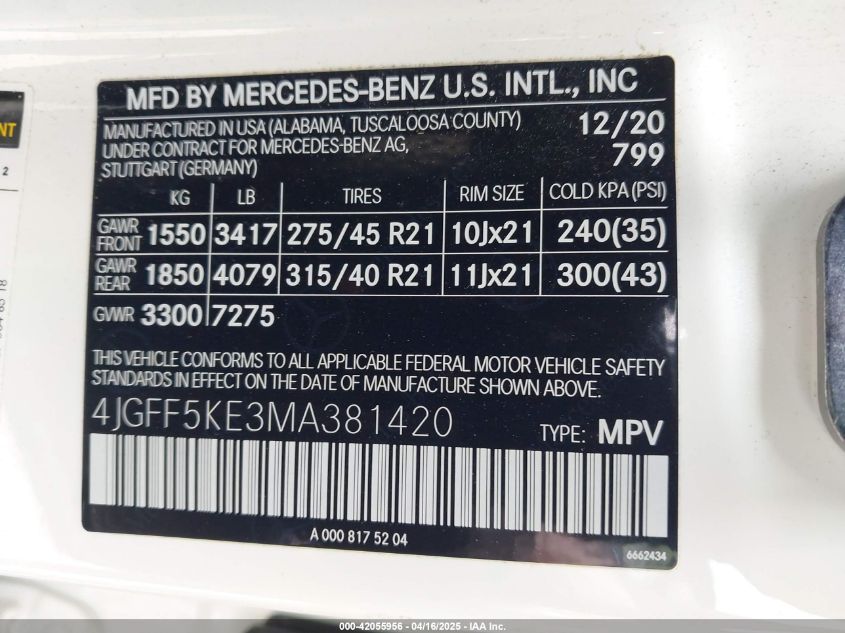 MFD BY MERCEDES-BENZ U.S. INTL., INC
MANUFACTURED IN USA (ALABAMA, TUSCALOOSA COUNTY) 12/20
UNDER CONTRACT FOR MERCEDES-BENZ AG, 799
STUTTGART (GERMANY)
KG LB TIRES RIM SIZE COLD KPA (PSI)
GAWR FRONT 1550 3417 275/45 R21 10Jx21 240(35)
GAWR REAR 1850 4079 315/40 R21 11Jx21 300(43)
GVWR 3300 7275
THIS VEHICLE CONFORMS TO ALL APPLICABLE FEDERAL MOTOR VEHICLE SAFETY
STANDARDS IN EFFECT ON THE DATE OF MANUFACTURE SHOWN ABOVE.
4JGFF5KE3MA381420 TYPE: MPV
A 000 817 52 04
6662434
NT
2
000-42055956 - 04/16/2025 - IAA Inc.